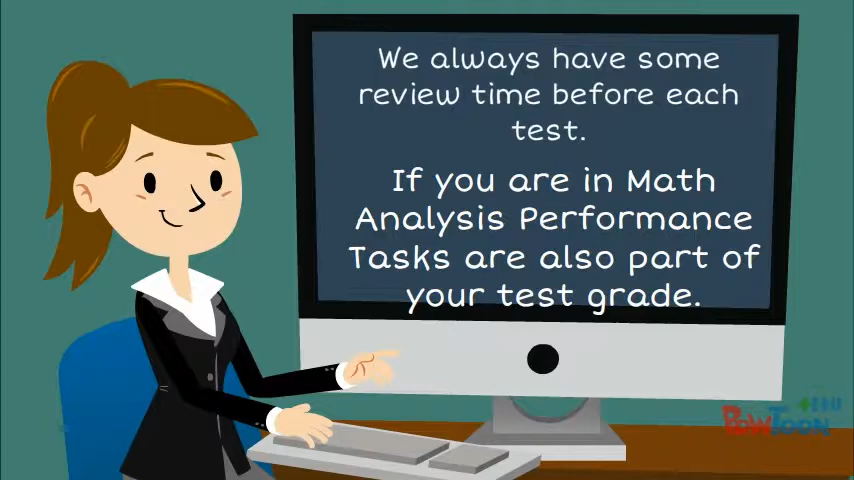 We always have some
review time before each
test.
If you are in Math
Analysis Performance
Tasks are also part of
your test grade.
+EDU
POWTOON